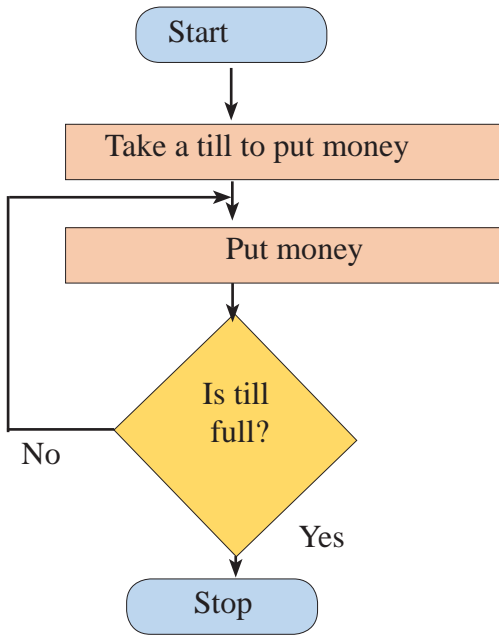 Start
Take a till to put money
Put money
Is till
full?
No
Yes
Stop